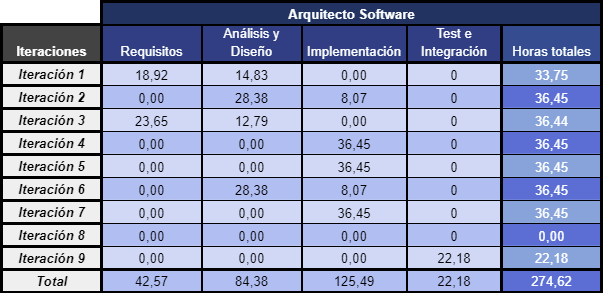 Arquitecto Software
Iteraciones Requisitos Análisis y Diseño Implementación Test e Integración Horas totales
Iteración 1 18,92 14,83 0,00 0 33,75
Iteración 2 0,00 28,38 8,07 0 36,45
Iteración 3 23,65 12,79 0,00 0 36,44
Iteración 4 0,00 0,00 36,45 0 36,45
Iteración 5 0,00 0,00 36,45 0 36,45
Iteración 6 0,00 28,38 8,07 0 36,45
Iteración 7 0,00 0,00 36,45 0 36,45
Iteración 8 0,00 0,00 0,00 0 0,00
Iteración 9 0,00 0,00 0,00 22,18 22,18
Total 42,57 84,38 125,49 22,18 274,62